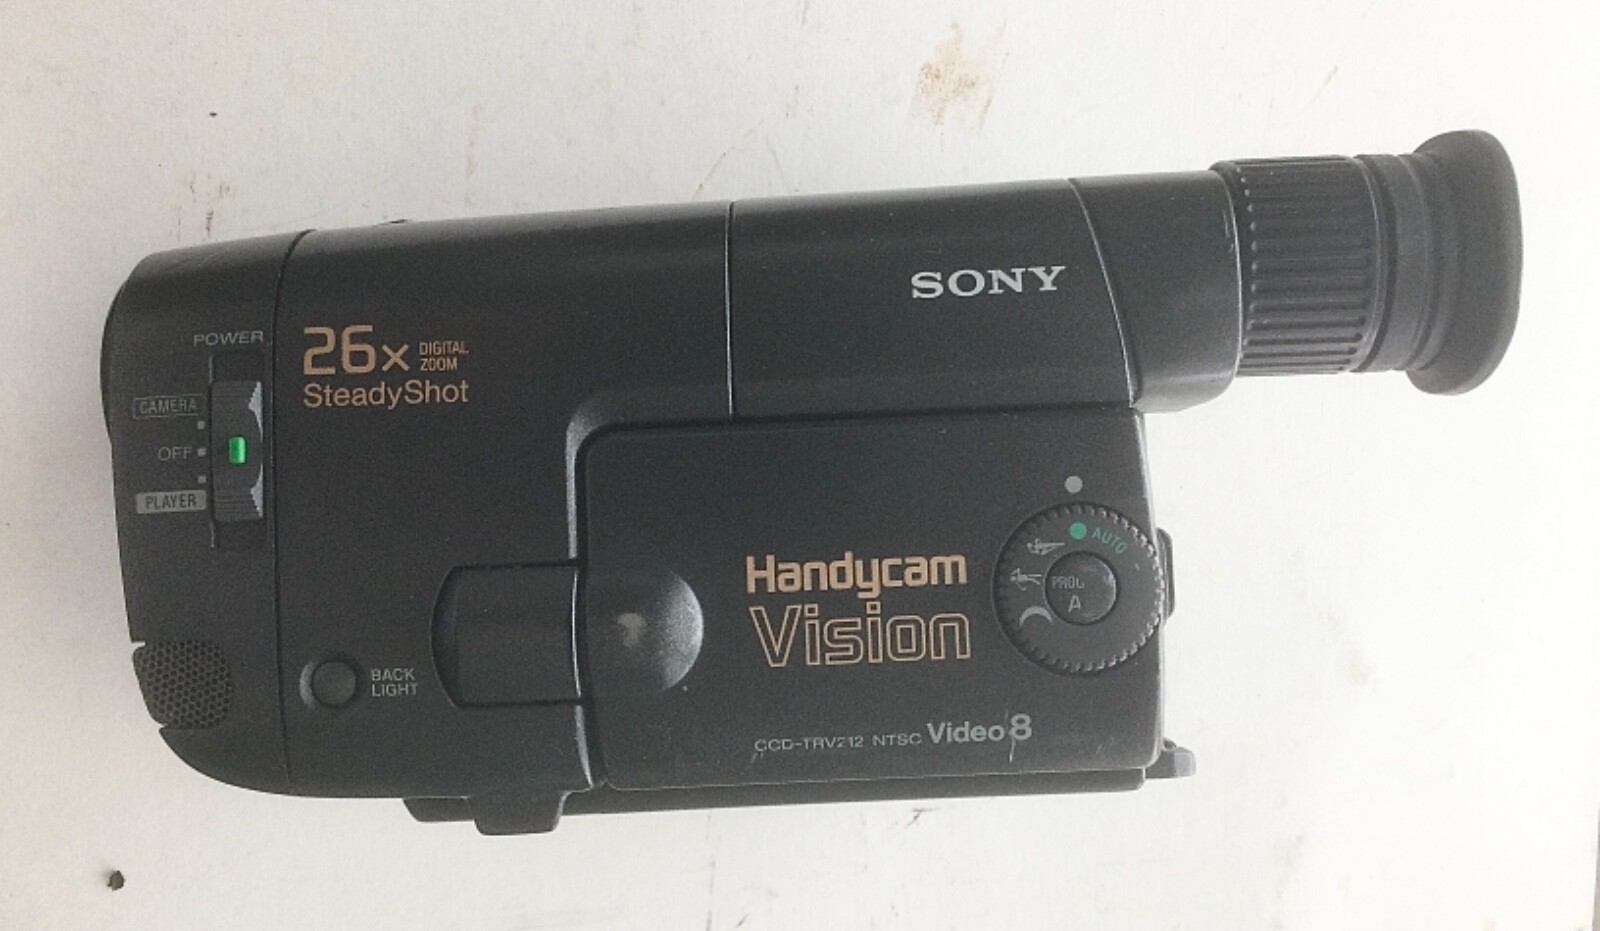 SONY
POWER
26x DIGITAL ZOOM
SteadyShot
CAMERA
OFF
PLAYER
AUTO
PROG.
A
Handycam
Vision
BACK
LIGHT
CCD-TRV212 NTSC Video8